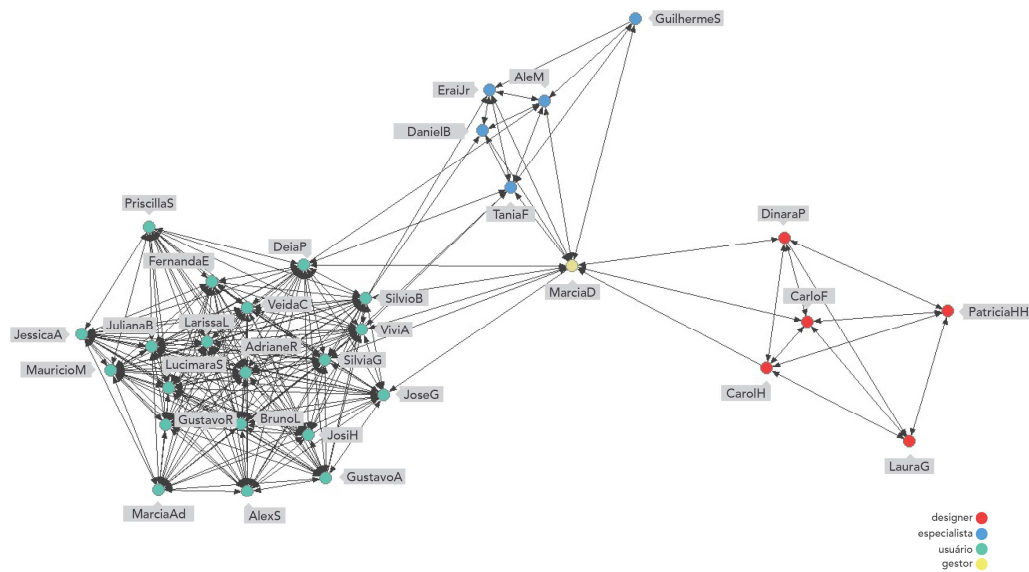 GuilhermeS
AleM
EraiJr
DanielB
PriscillaS
TaniaF
DinaraP
DeiaP
FernandaE
MarciaD
CarloF
SilvioB
VeidaC
PatriciaHH
JulianaB
LarissaL
ViviA
JessicaA
AdrianeR
SilviaG
LucimaraS
MauricioM
CarolH
JoseG
GustavoR
BrunoL
JosiH
LauraG
GustavoA
MarciaAd
AlexS
designer
especialista
usuário
gestor